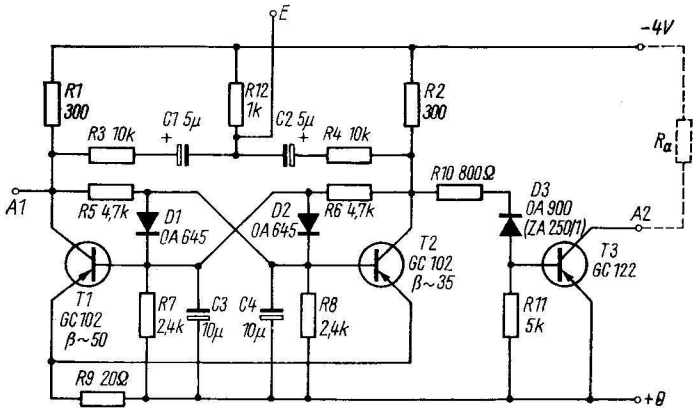 E
-4V
R1
300
R12
1k
R2
300
C1 5µ
+
C2 5µ
+
R3 10k
R4 10k
Ra
A1
R5 4,7k
D1
OA 645
D2
OA 645
R6 4,7k
R10 800Ω
D3
OA 900
(ZA 250/1)
A2
T1
GC 102
β~50
R7
2,4k
C3
10µ
C4
10µ
R8
2,4k
T2
GC 102
β~35
R11
5k
T3
GC 122
R9 20Ω
+0